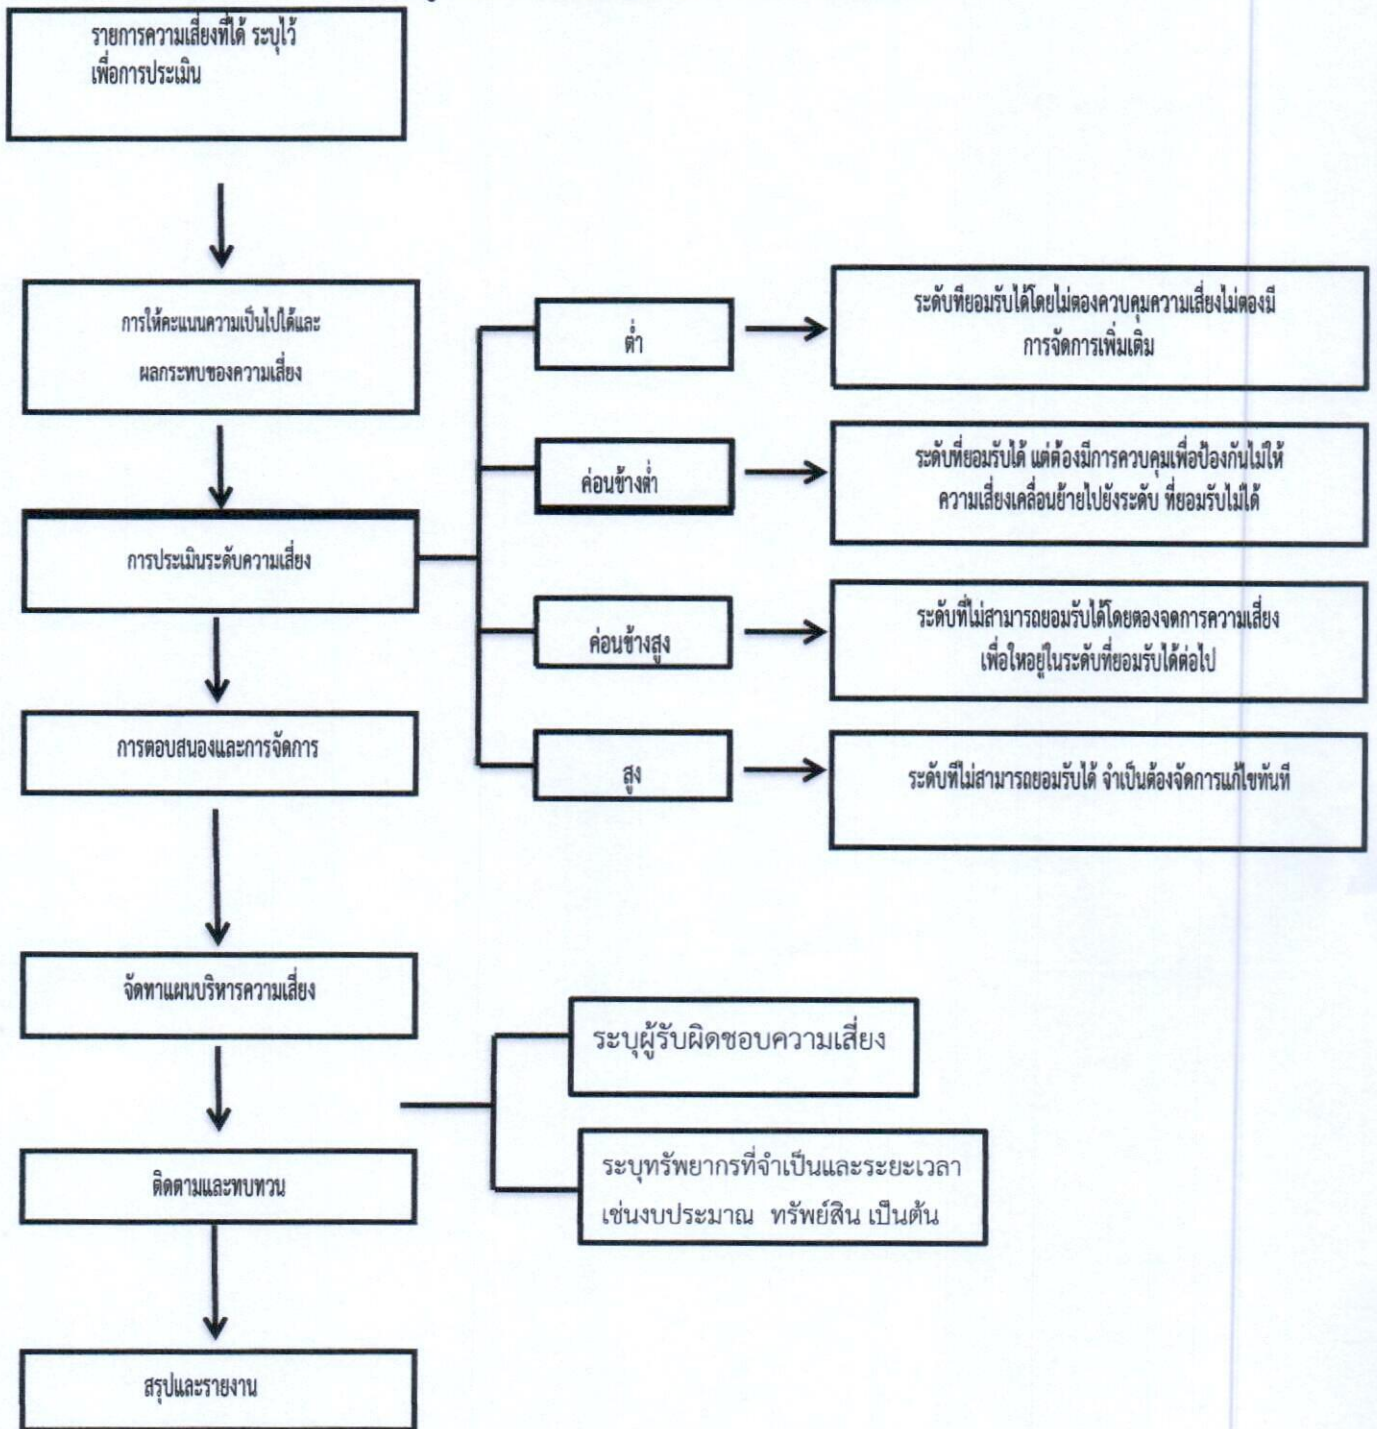 รายการความเสี่ยงที่ได้ ระบุไว้
เพื่อการประเมิน
การให้คะแนนความเป็นไปได้และ
ผลกระทบของความเสี่ยง
การประเมินระดับความเสี่ยง
ต่ำ
ระดับที่ยอมรับได้โดยไม่ตองควบคุมความเสี่ยงไม่ตองมี
การจัดการเพิ่มเติม
ค่อนข้างต่ำ
ระดับที่ยอมรับได้ แต่ต้องมีการควบคุมเพื่อป้องกันไม่ให้
ความเสี่ยงเคลื่อนย้ายไปยังระดับ ที่ยอมรับไม่ได้
ค่อนข้างสูง
ระดับที่ไม่สามารถยอมรับได้โดยตองจดการความเสี่ยง
เพื่อใหอยู่ในระดับที่ยอมรับได้ต่อไป
สูง
ระดับที่ไม่สามารถยอมรับได้ จำเป็นต้องจัดการแก้ไขทันที
การตอบสนองและการจัดการ
จัดทาแผนบริหารความเสี่ยง
ระบุผู้รับผิดชอบความเสี่ยง
ระบุทรัพยากรที่จำเป็นและระยะเวลา
เช่นงบประมาณ ทรัพย์สิน เป็นต้น
ติดตามและทบทวน
สรุปและรายงาน